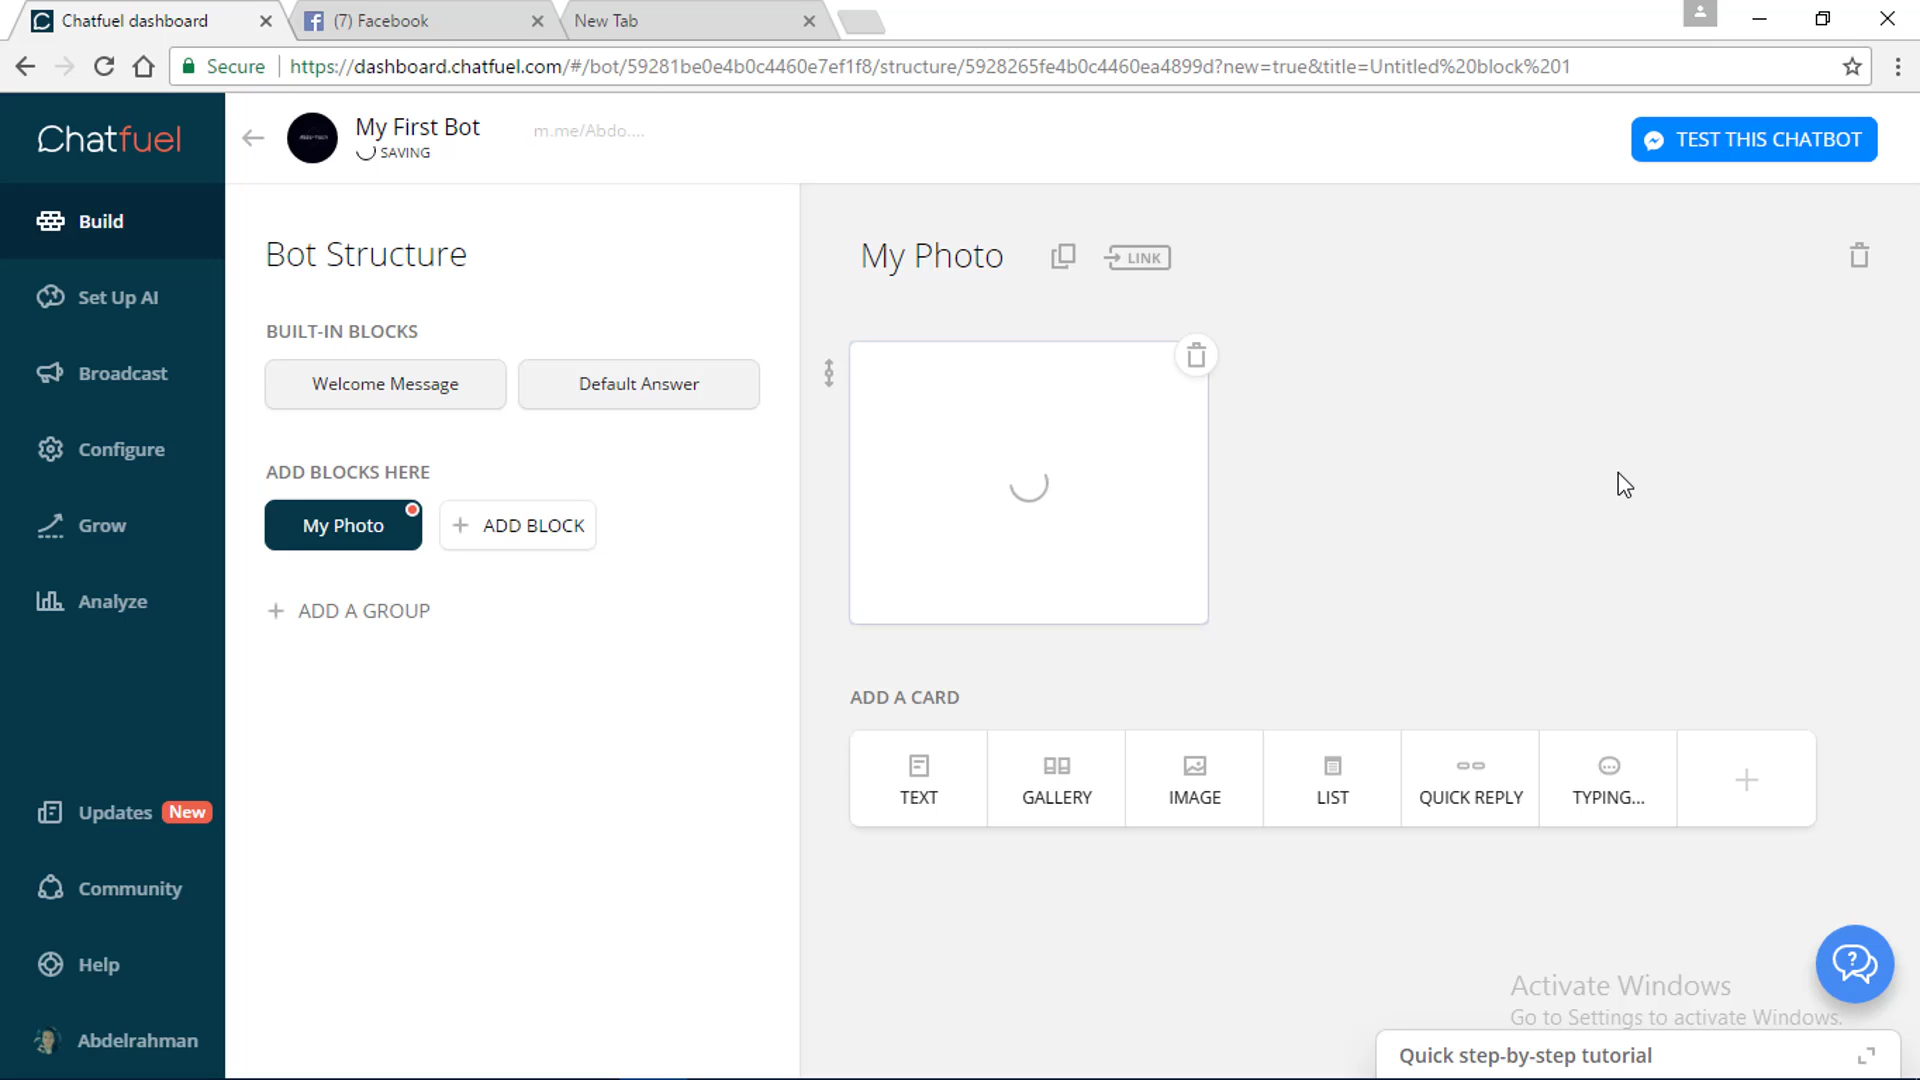 Chatfuel dashboard
(7) Facebook
New Tab
Secure
https://dashboard.chatfuel.com/#/bot/59281be0e4b0c4460e7ef1f8/structure/5928265fe4b0c4460ea4899d?new=true&title=Untitled%20block%201
Chatfuel
My First Bot
SAVING
m.me/Abdo....
TEST THIS CHATBOT
Build
Set Up AI
Broadcast
Configure
Grow
Analyze
Updates New
Community
Help
Abdelrahman
Bot Structure
BUILT-IN BLOCKS
Welcome Message
Default Answer
ADD BLOCKS HERE
My Photo
+ ADD BLOCK
+ ADD A GROUP
My Photo
LINK
ADD A CARD
TEXT
GALLERY
IMAGE
LIST
QUICK REPLY
TYPING...
+
Activate Windows
Go to Settings to activate Windows.
Quick step-by-step tutorial